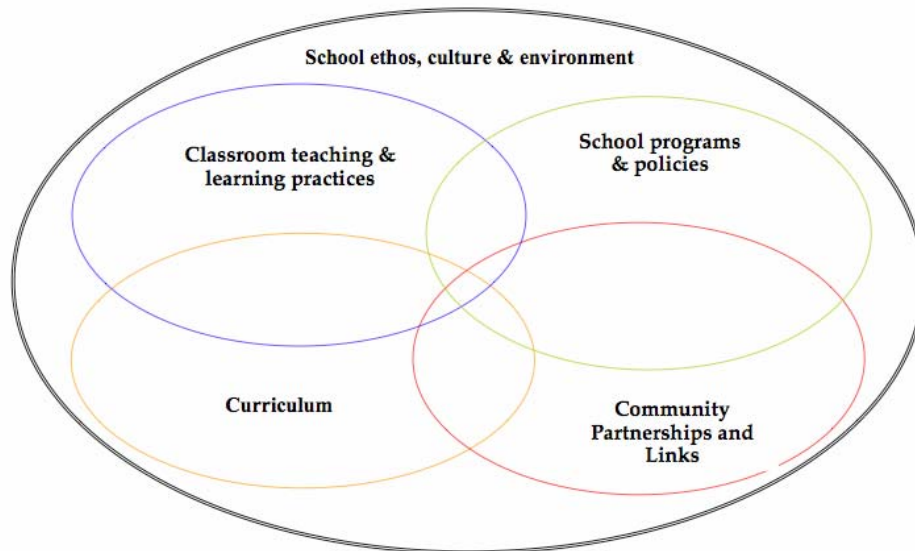 School ethos, culture & environment
Classroom teaching &
learning practices
School programs
& policies
Curriculum
Community
Partnerships and
Links